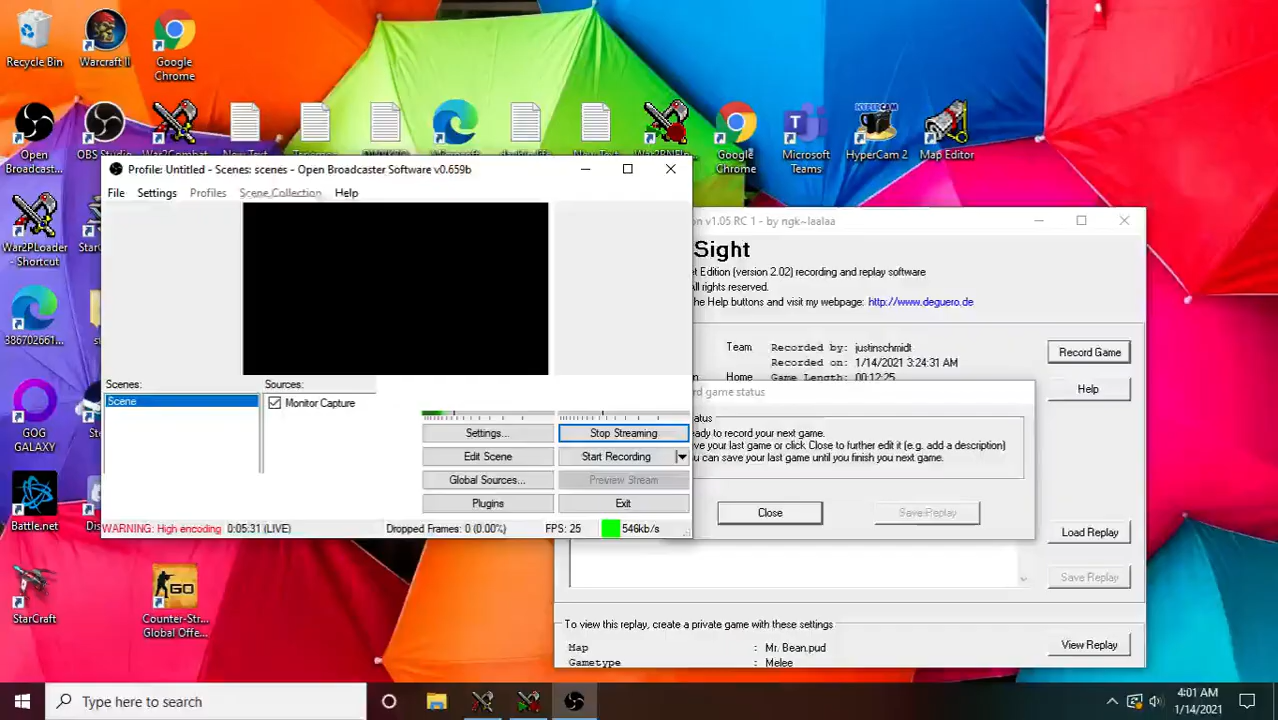 Recycle Bin
Warcraft II
Google
Chrome
Open
Broadcast...
OBS Studio
War2Combat
New Text
Google
Chrome
Microsoft
Teams
HyperCam 2
Map Editor
Profile: Untitled - Scenes: scenes - Open Broadcaster Software v0.659b
File
Settings
Profiles
Scene Collection
Help
War2PLoader
- Shortcut
386702661...
GOG
GALAXY
Battle.net
StarCraft
Counter-Str...
Global Offe...
Scenes:
Scene
Sources:
Monitor Capture
Settings...
Stop Streaming
Edit Scene
Start Recording
Global Sources...
Preview Stream
Plugins
Exit
WARNING: High encoding
0:05:31 (LIVE)
Dropped Frames: 0 (0.00%)
FPS: 25
546kb/s
on v1.05 RC 1 - by ngk~laalaa
Sight
et Edition (version 2.02) recording and replay software
All rights reserved.
he Help buttons and visit my webpage: http://www.deguero.de
Team
Recorded by: justinschmidt
Recorded on: 1/14/2021 3:24:31 AM
Home
Game Length: 00:12:25
Record Game
Help
rd game status
atus
ady to record your next game.
ve your last game or click. Close to further edit it (e.g. add a description)
u can save your last game until you finish you next game.
Close
Save Replay
Load Replay
Save Replay
To view this replay, create a private game with these settings
Map : Mr. Bean.pud
Gametype : Melee
View Replay
Type here to search
4:01 AM
1/14/2021